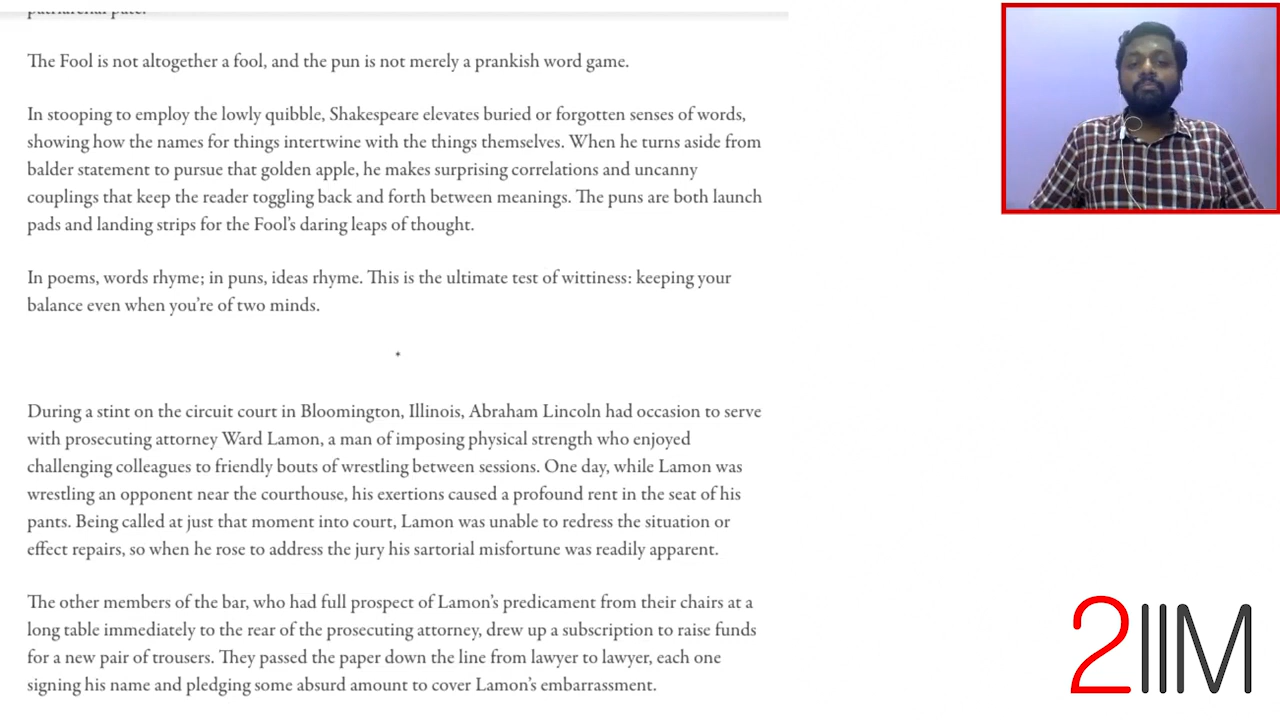 patriarchal pate.
The Fool is not altogether a fool, and the pun is not merely a prankish word game.
In stooping to employ the lowly quibble, Shakespeare elevates buried or forgotten senses of words,
showing how the names for things intertwine with the things themselves. When he turns aside from
balder statement to pursue that golden apple, he makes surprising correlations and uncanny
couplings that keep the reader toggling back and forth between meanings. The puns are both launch
pads and landing strips for the Fool’s daring leaps of thought.
In poems, words rhyme; in puns, ideas rhyme. This is the ultimate test of wittiness: keeping your
balance even when you’re of two minds.
*
During a stint on the circuit court in Bloomington, Illinois, Abraham Lincoln had occasion to serve
with prosecuting attorney Ward Lamon, a man of imposing physical strength who enjoyed
challenging colleagues to friendly bouts of wrestling between sessions. One day, while Lamon was
wrestling an opponent near the courthouse, his exertions caused a profound rent in the seat of his
pants. Being called at just that moment into court, Lamon was unable to redress the situation or
effect repairs, so when he rose to address the jury his sartorial misfortune was readily apparent.
The other members of the bar, who had full prospect of Lamon’s predicament from their chairs at a
long table immediately to the rear of the prosecuting attorney, drew up a subscription to raise funds
for a new pair of trousers. They passed the paper down the line from lawyer to lawyer, each one
signing his name and pledging some absurd amount to cover Lamon’s embarrassment.
2IIM